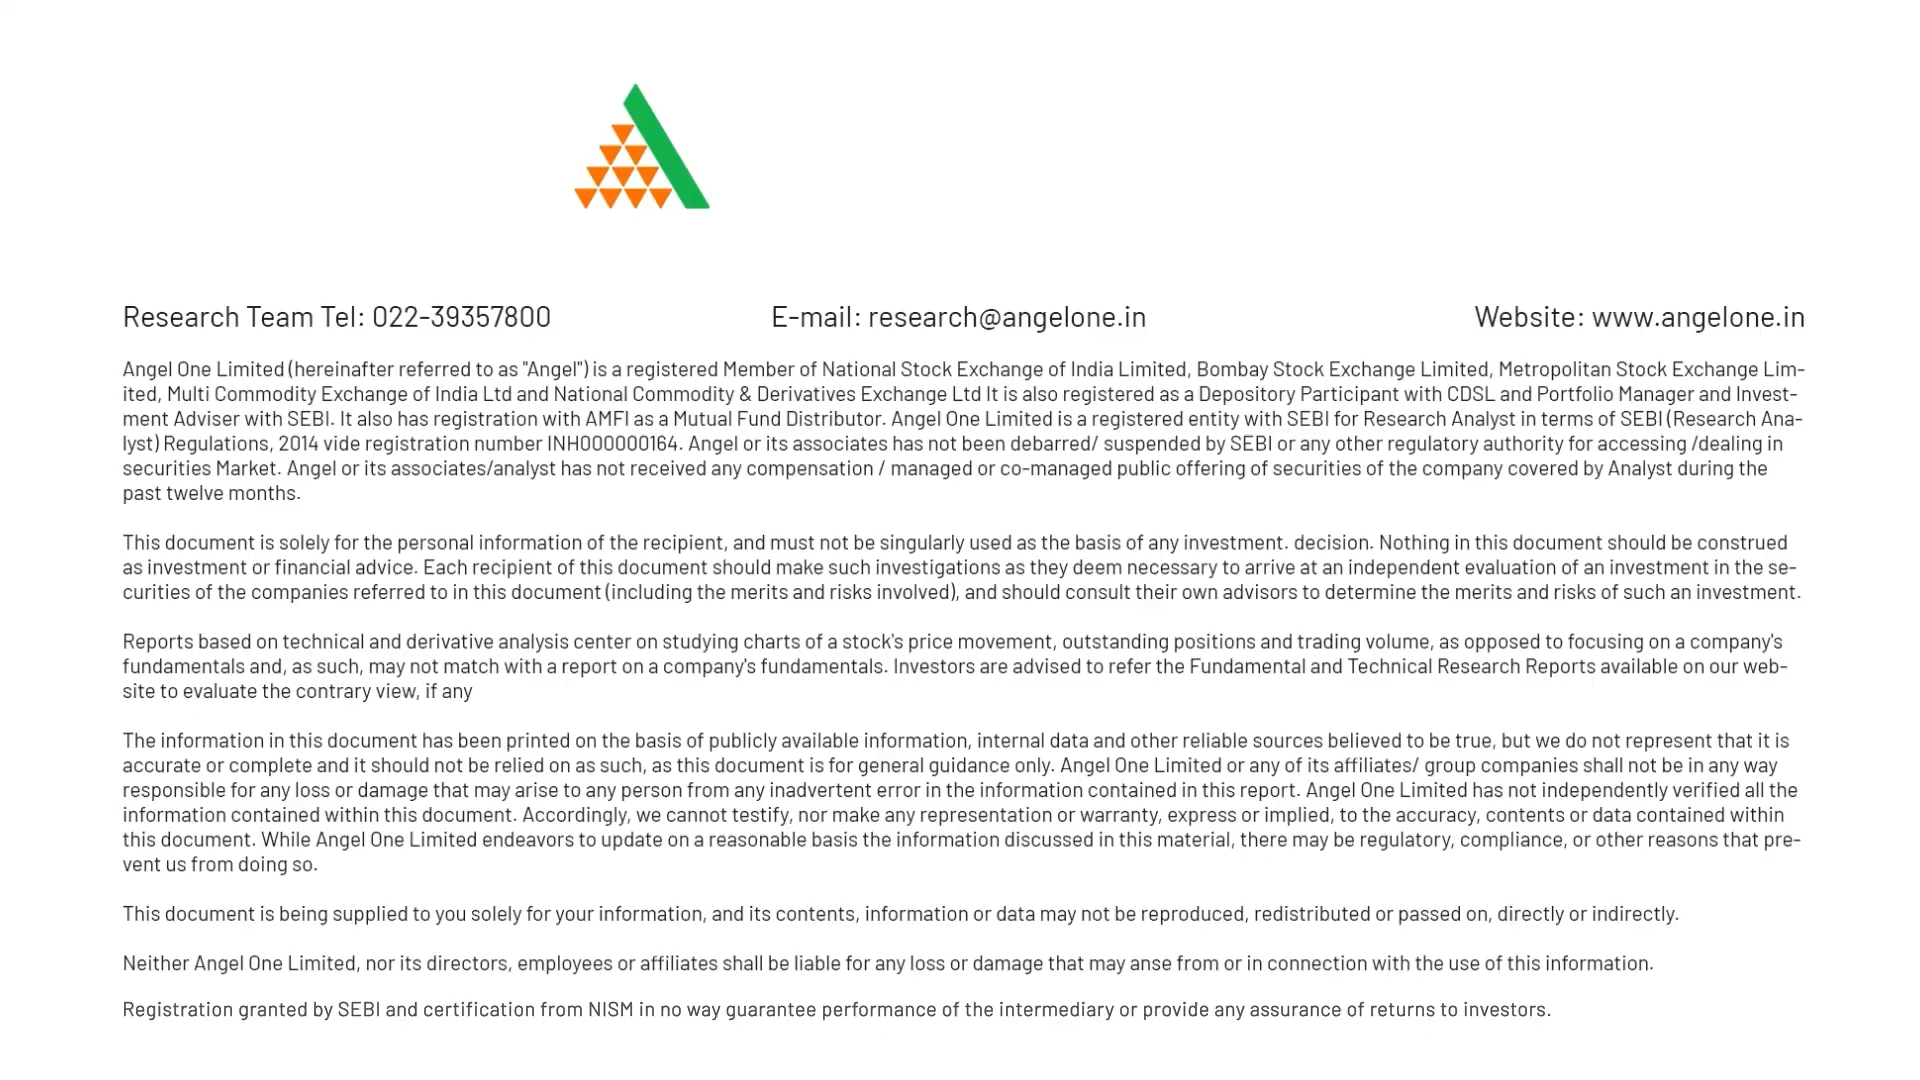 Research Team Tel: 022-39357800 E-mail: research@angelone.in Website: www.angelone.in
Angel One Limited (hereinafter referred to as "Angel") is a registered Member of National Stock Exchange of India Limited, Bombay Stock Exchange Limited, Metropolitan Stock Exchange Lim-
ited, Multi Commodity Exchange of India Ltd and National Commodity & Derivatives Exchange Ltd It is also registered as a Depository Participant with CDSL and Portfolio Manager and Invest-
ment Adviser with SEBI. It also has registration with AMFI as a Mutual Fund Distributor. Angel One Limited is a registered entity with SEBI for Research Analyst in terms of SEBI (Research Ana-
lyst) Regulations, 2014 vide registration number INH000000164. Angel or its associates has not been debarred/ suspended by SEBI or any other regulatory authority for accessing /dealing in
securities Market. Angel or its associates/analyst has not received any compensation / managed or co-managed public offering of securities of the company covered by Analyst during the
past twelve months.
This document is solely for the personal information of the recipient, and must not be singularly used as the basis of any investment. decision. Nothing in this document should be construed
as investment or financial advice. Each recipient of this document should make such investigations as they deem necessary to arrive at an independent evaluation of an investment in the se-
curities of the companies referred to in this document (including the merits and risks involved), and should consult their own advisors to determine the merits and risks of such an investment.
Reports based on technical and derivative analysis center on studying charts of a stock's price movement, outstanding positions and trading volume, as opposed to focusing on a company's
fundamentals and, as such, may not match with a report on a company's fundamentals. Investors are advised to refer the Fundamental and Technical Research Reports available on our web-
site to evaluate the contrary view, if any
The information in this document has been printed on the basis of publicly available information, internal data and other reliable sources believed to be true, but we do not represent that it is
accurate or complete and it should not be relied on as such, as this document is for general guidance only. Angel One Limited or any of its affiliates/ group companies shall not be in any way
responsible for any loss or damage that may arise to any person from any inadvertent error in the information contained in this report. Angel One Limited has not independently verified all the
information contained within this document. Accordingly, we cannot testify, nor make any representation or warranty, express or implied, to the accuracy, contents or data contained within
this document. While Angel One Limited endeavors to update on a reasonable basis the information discussed in this material, there may be regulatory, compliance, or other reasons that pre-
vent us from doing so.
This document is being supplied to you solely for your information, and its contents, information or data may not be reproduced, redistributed or passed on, directly or indirectly.
Neither Angel One Limited, nor its directors, employees or affiliates shall be liable for any loss or damage that may anse from or in connection with the use of this information.
Registration granted by SEBI and certification from NISM in no way guarantee performance of the intermediary or provide any assurance of returns to investors.